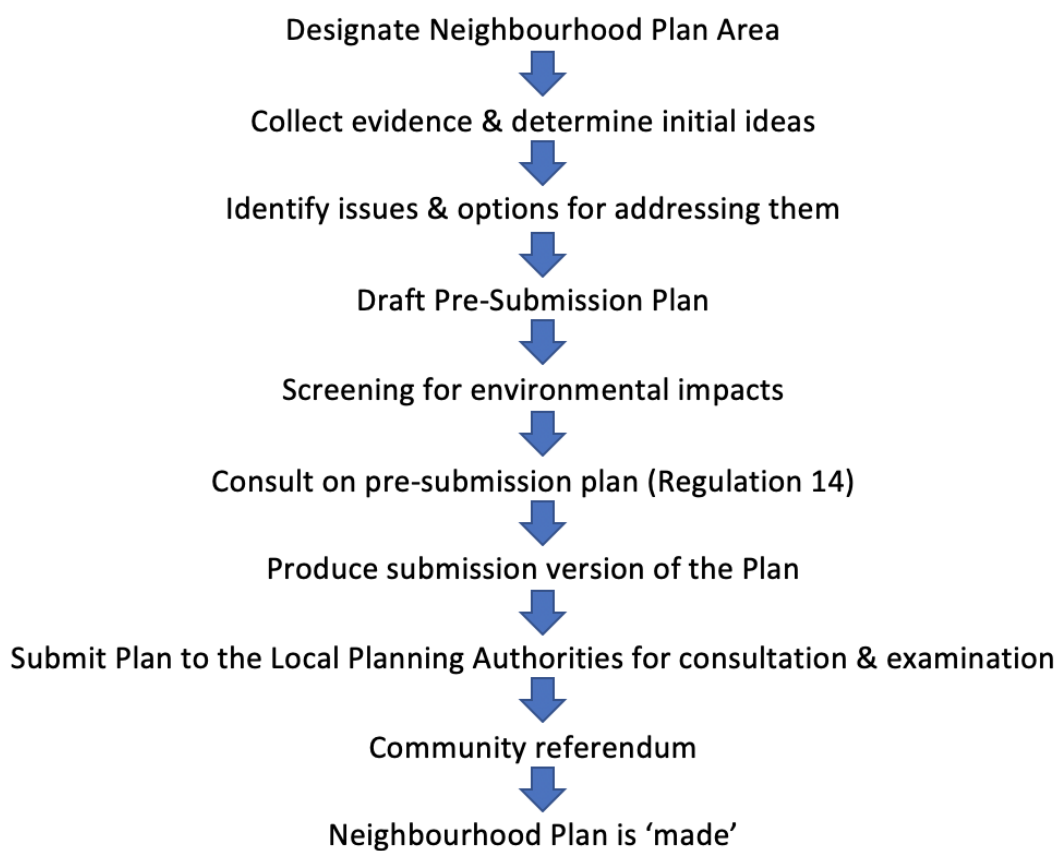 Designate Neighbourhood Plan Area
Collect evidence & determine initial ideas
Identify issues & options for addressing them
Draft Pre-Submission Plan
Screening for environmental impacts
Consult on pre-submission plan (Regulation 14)
Produce submission version of the Plan
Submit Plan to the Local Planning Authorities for consultation & examination
Community referendum
Neighbourhood Plan is ‘made’